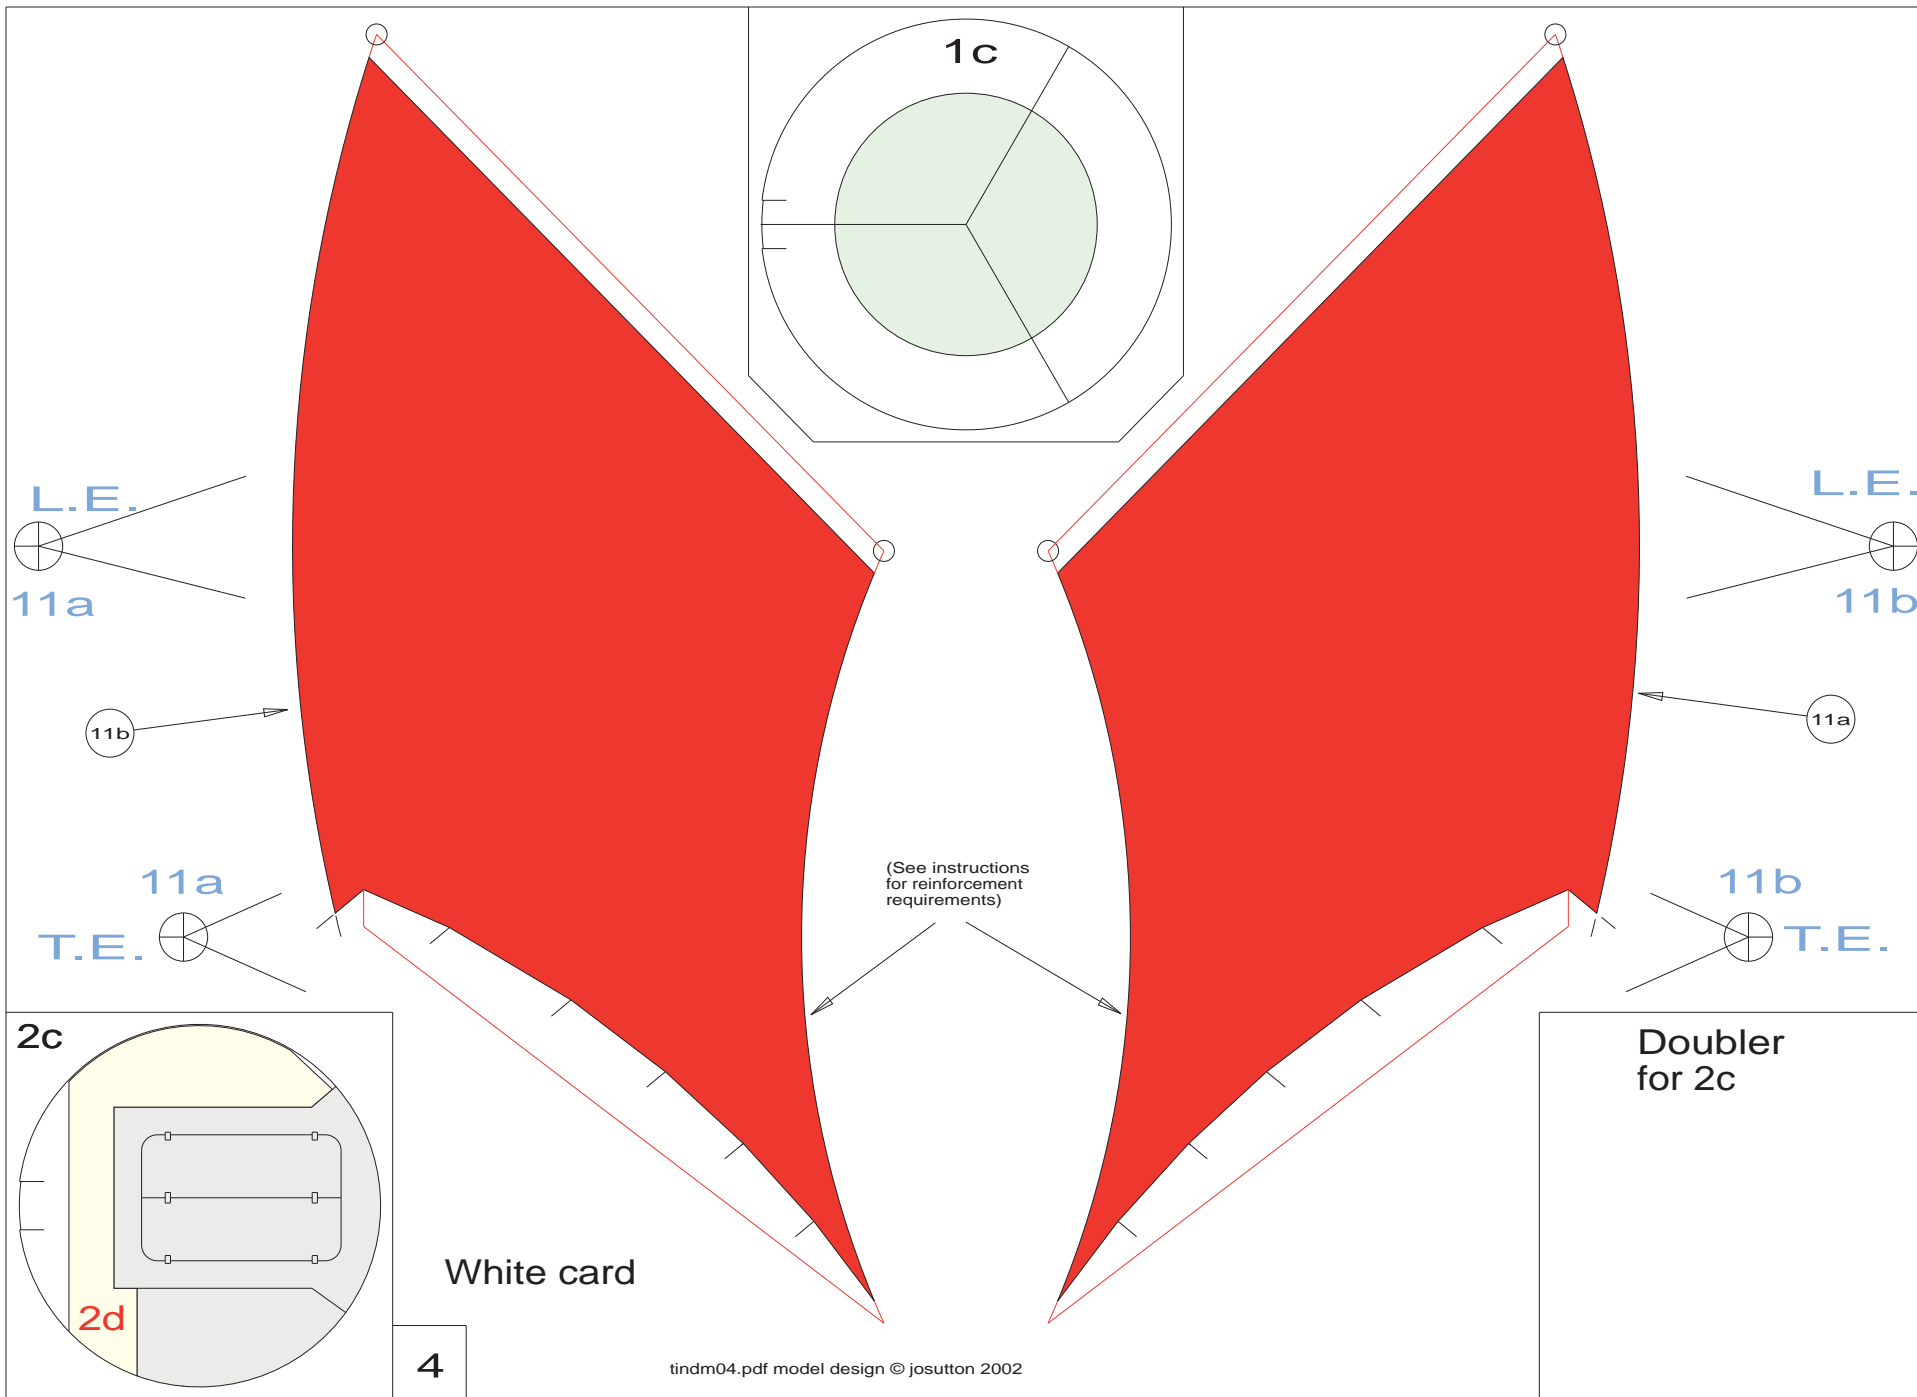 1c
L.E.
11a
L.E.
11b
11b
11a
11a
T.E.
(See instructions
for reinforcement
requirements)
11b
T.E.
2c
2d
Doubler
for 2c
White card
4
tindm04.pdf model design © josutton 2002